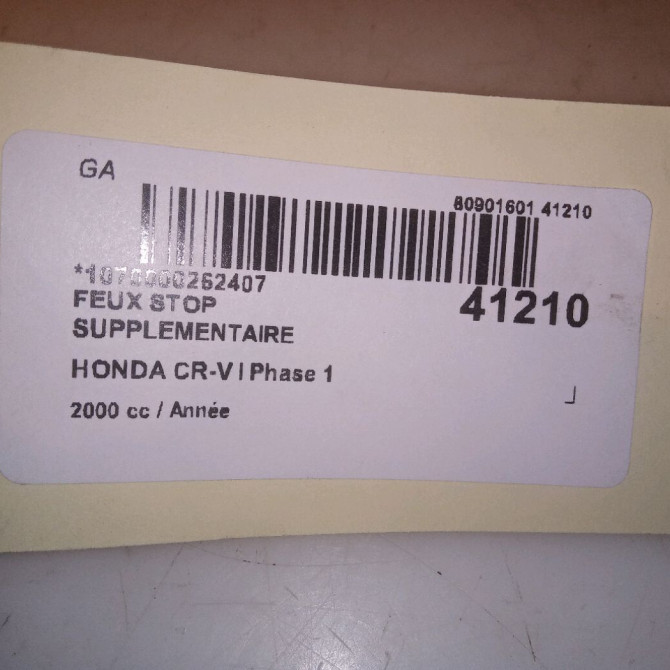 GA
80901601 41210
*1070000262407
41210
FEUX STOP
SUPPLEMENTAIRE
HONDA CR-V I Phase 1
2000 cc / Année